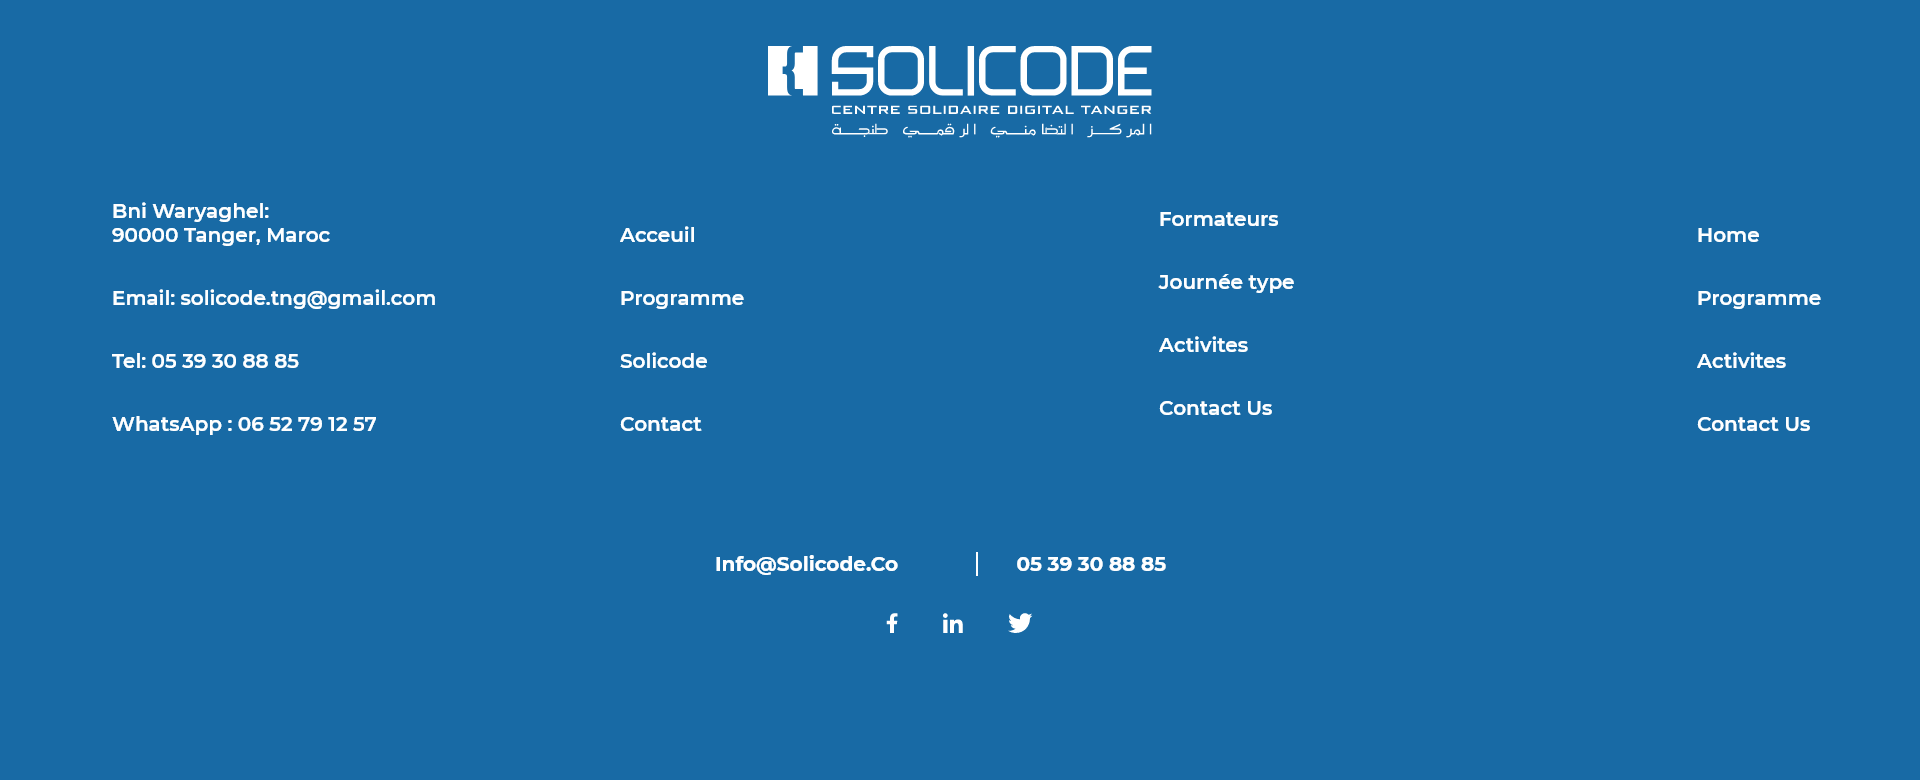 SOLICODE
CENTRE SOLIDAIRE DIGITAL TANGER
المركز التضامني الرقمي طنجة
Bni Waryaghel:
90000 Tanger, Maroc
Email: solicode.tng@gmail.com
Tel: 05 39 30 88 85
WhatsApp : 06 52 79 12 57
Acceuil
Programme
Solicode
Contact
Formateurs
Journée type
Activites
Contact Us
Home
Programme
Activites
Contact Us
Info@Solicode.Co
05 39 30 88 85